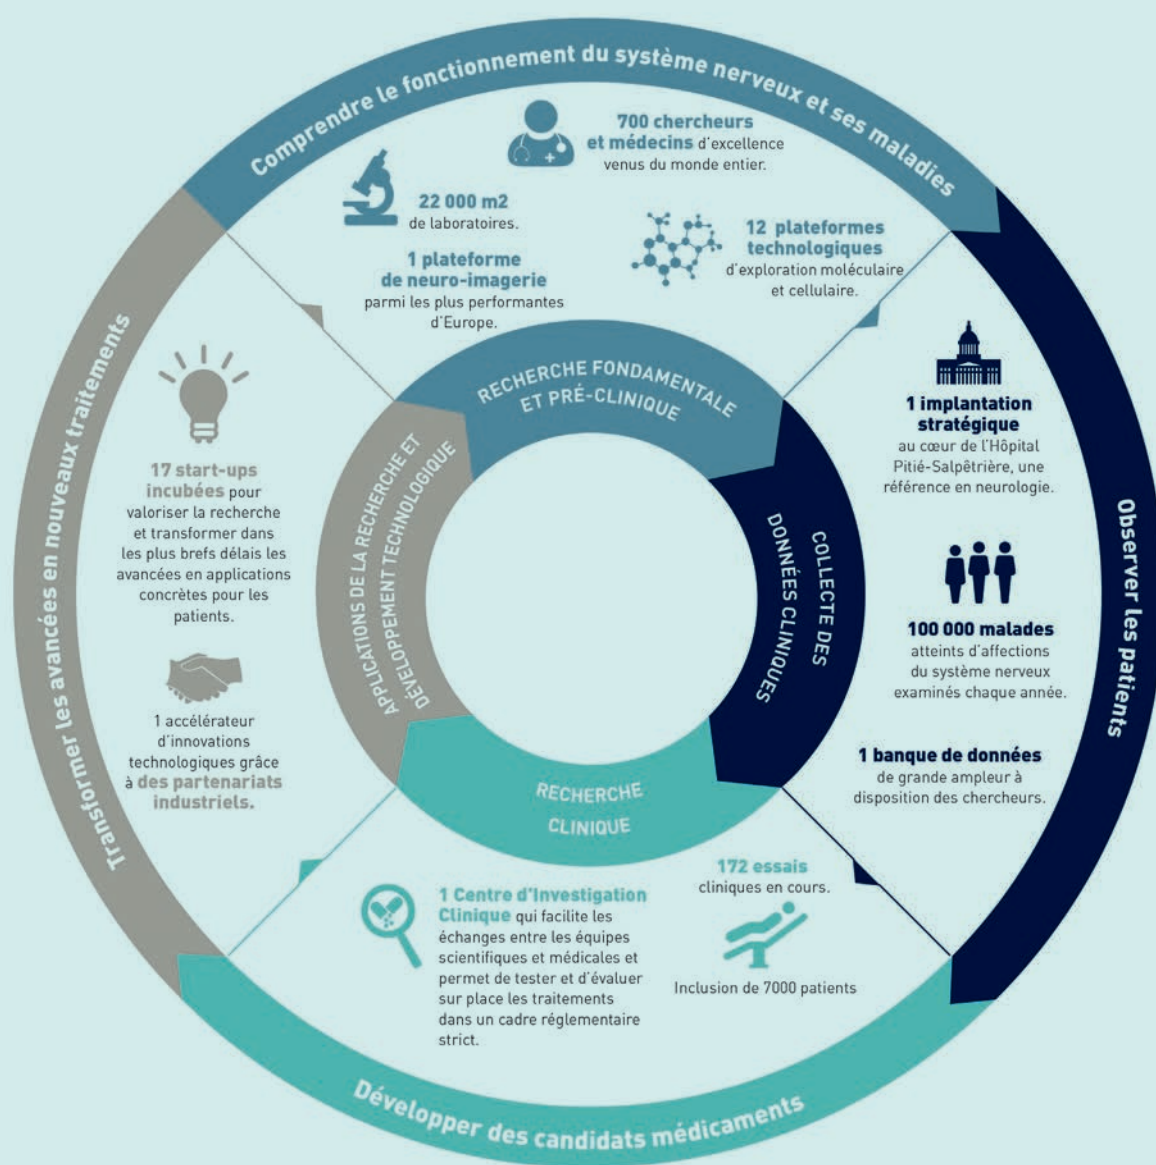 Comprendre le fonctionnement du système nerveux et ses maladies
700 chercheurs
et médecins d'excellence
venus du monde entier.
22 000 m2
de laboratoires.
1 plateforme
de neuro-imagerie
parmi les plus performantes
d'Europe.
12 plateformes
technologiques
d'exploration moléculaire
et cellulaire.
RECHERCHE FONDAMENTALE
ET PRÉ-CLINIQUE
Observer les patients
1 implantation
stratégique
au cœur de l'Hôpital
Pitié-Salpêtrière, une
référence en neurologie.
100 000 malades
atteints d'affections
du système nerveux
examinés chaque année.
1 banque de données
de grande ampleur à
disposition des chercheurs.
COLLECTE DES
DONNÉES CLINIQUES
Développer des candidats médicaments
RECHERCHE
CLINIQUE
1 Centre d'Investigation
Clinique qui facilite les
échanges entre les équipes
scientifiques et médicales et
permet de tester et d'évaluer
sur place les traitements
dans un cadre réglementaire
strict.
172 essais
cliniques en cours.
Inclusion de 7000 patients
Transformer les avancées en nouveaux traitements
17 start-ups
incubées pour
valoriser la recherche
et transformer dans
les plus brefs délais les
avancées en applications
concrètes pour les
patients.
1 accélérateur
d'innovations
technologiques grâce
à des partenariats
industriels.
APPLICATIONS DE LA RECHERCHE ET
DÉVELOPPEMENT TECHNOLOGIQUE